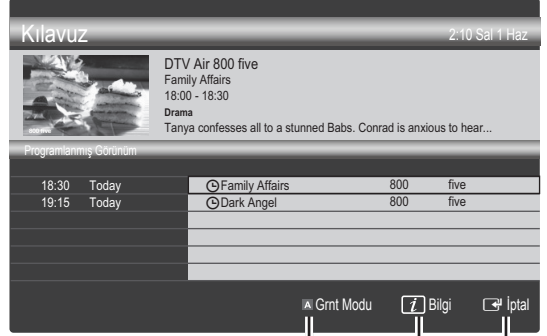 Kılavuz 2:10 Sal 1 Haz
DTV Air 800 five
Family Affairs
18:00 - 18:30
Drama
Tanya confesses all to a stunned Babs. Conrad is anxious to hear...
800 five
Programlanmış Görünüm
18:30 Today Family Affairs 800 five
19:15 Today Dark Angel 800 five
A Grnt Modu i Bilgi İptal